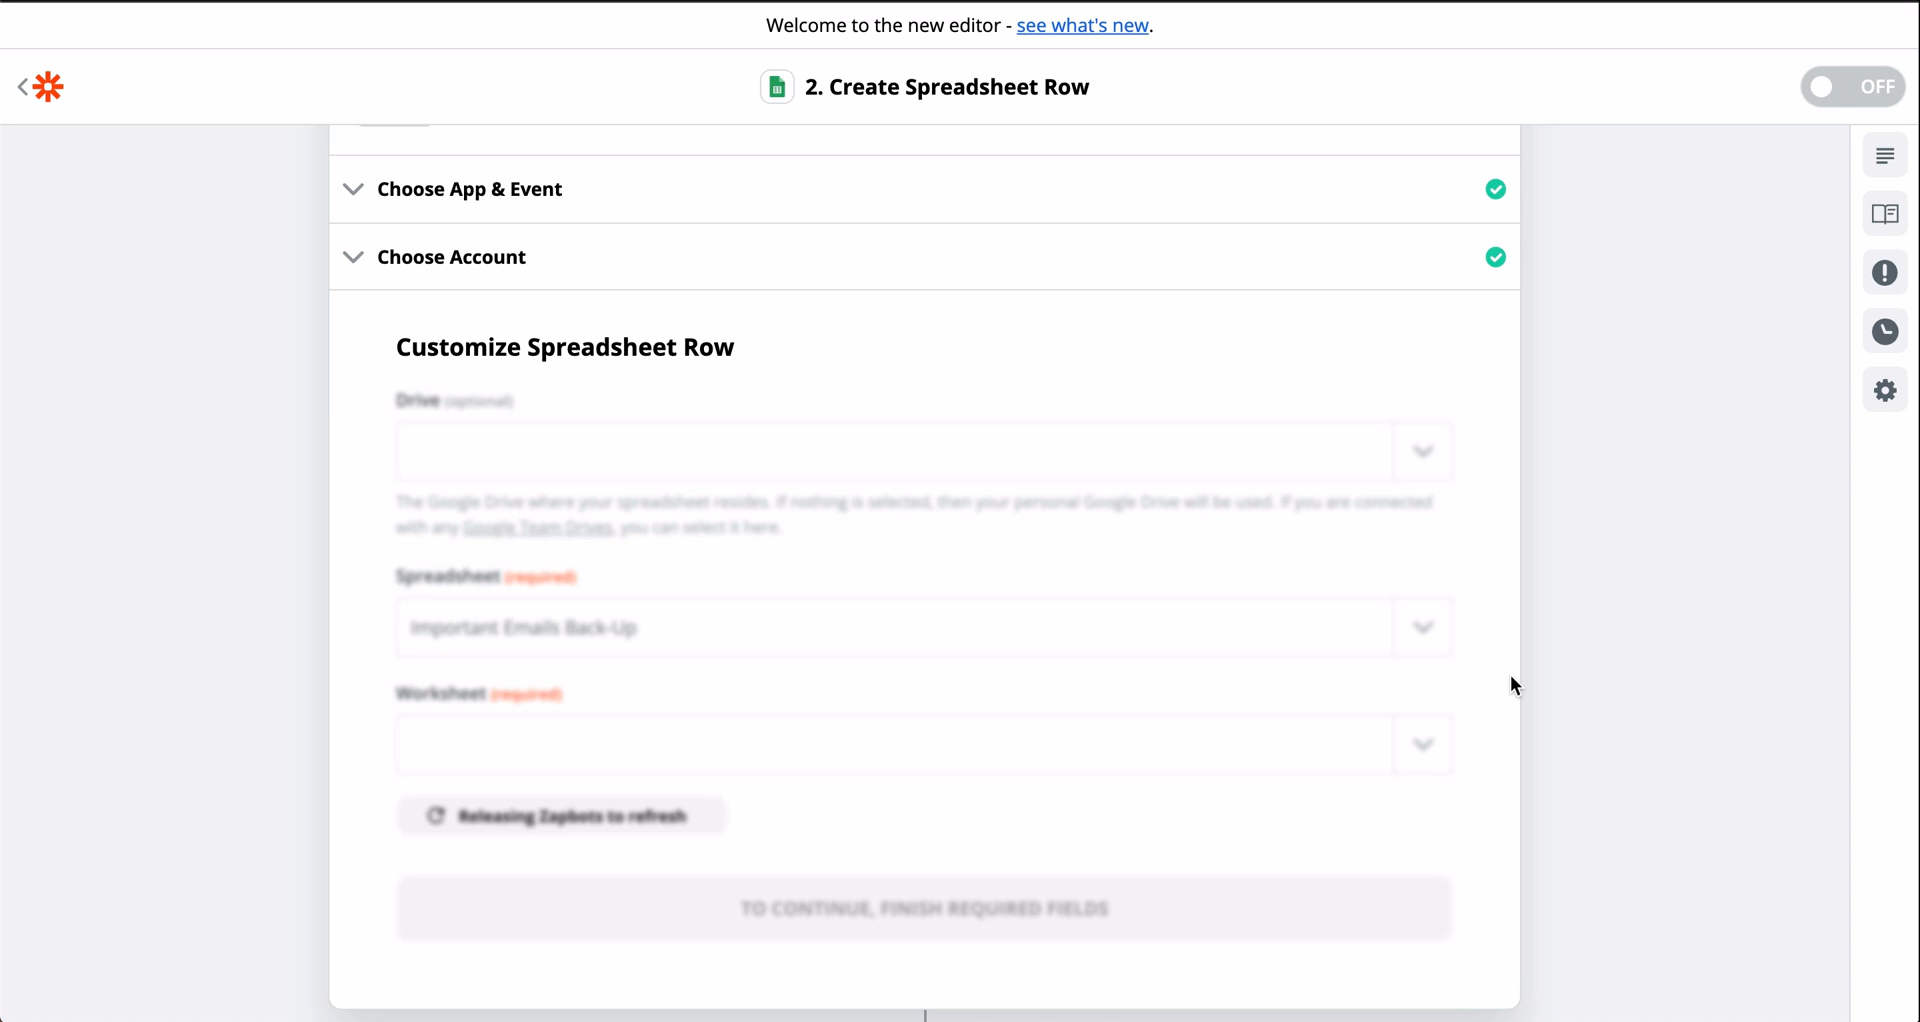 Welcome to the new editor - see what's new.
2. Create Spreadsheet Row
OFF
Choose App & Event
Choose Account
Customize Spreadsheet Row
Drive (optional)
The Google Drive where your spreadsheet resides. If nothing is selected, then your personal Google Drive will be used. If you are connected
with any Google Team Drives, you can select it here.
Spreadsheet (required)
Important Emails Back-Up
Worksheet (required)
Releasing Zapbots to refresh
TO CONTINUE, FINISH REQUIRED FIELDS